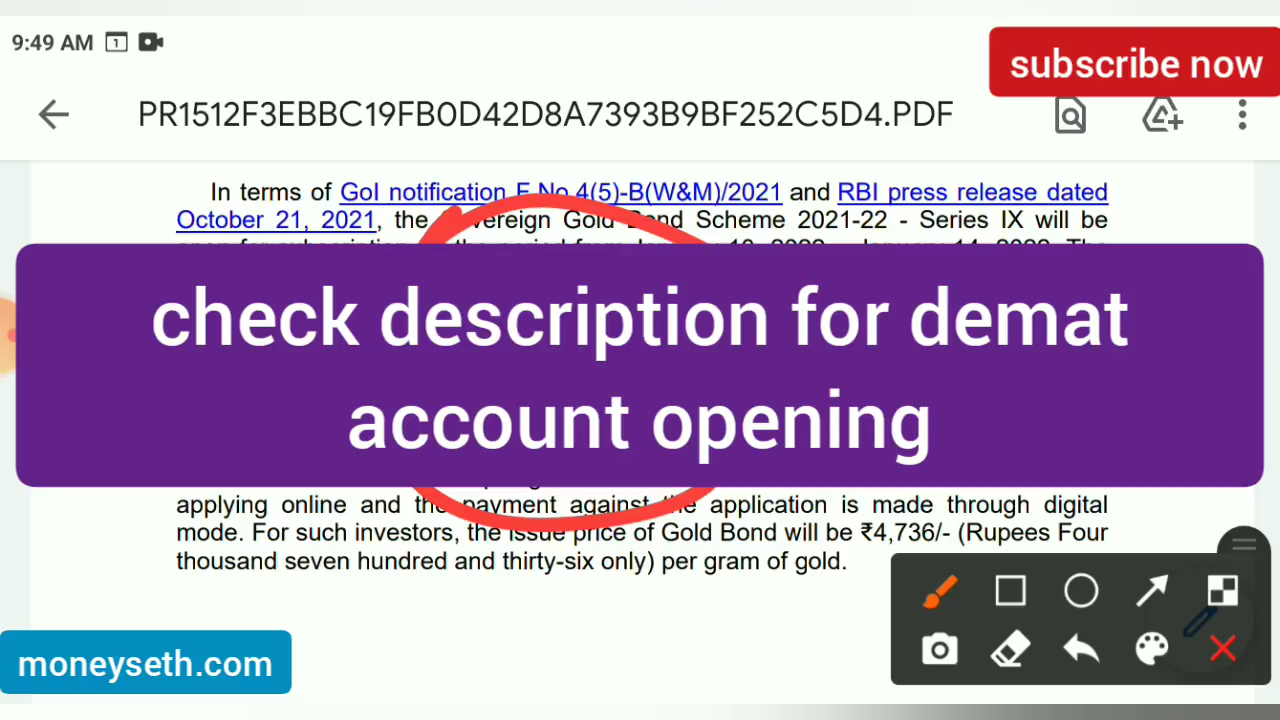 9:49 AM
subscribe now
PR1512F3EBBC19FB0D42D8A7393B9BF252C5D4.PDF
In terms of GoI notification F.No.4(5)-B(W&M)/2021 and RBI press release dated
October 21, 2021, the Sovereign Gold Bond Scheme 2021-22 - Series IX will be
check description for demat
account opening
applying online and the payment against the application is made through digital
mode. For such investors, the issue price of Gold Bond will be ₹4,736/- (Rupees Four
thousand seven hundred and thirty-six only) per gram of gold.
moneyseth.com